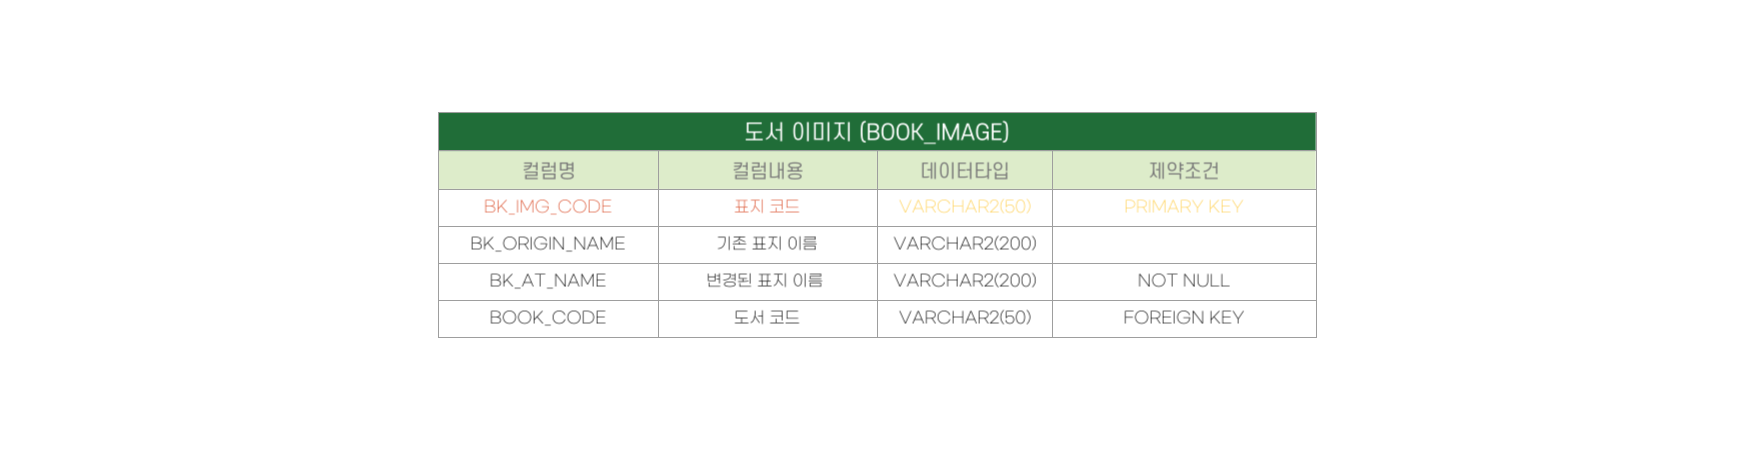 도서 이미지 (BOOK_IMAGE)
컬럼명 컬럼내용 데이터타입 제약조건
BK_IMG_CODE 표지 코드 VARCHAR2(50) PRIMARY KEY
BK_ORIGIN_NAME 기존 표지 이름 VARCHAR2(200)
BK_AT_NAME 변경된 표지 이름 VARCHAR2(200) NOT NULL
BOOK_CODE 도서 코드 VARCHAR2(50) FOREIGN KEY